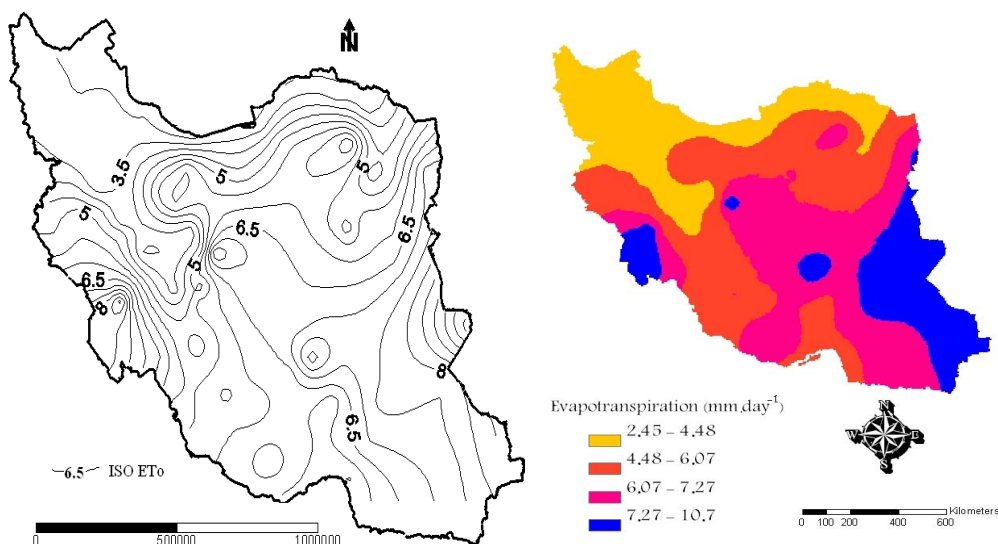 N
3.5
5
5
5
6.5
6.5
5
6.5
8
8
6.5
6.5 ISO ETo
500000
1000000
0
Evapotranspiration (mm.day-1)
2.45 – 4.48
4.48 – 6.07
6.07 – 7.27
7.27 – 10.7
N
W
E
S
Kilometers
0 100 200 400 600